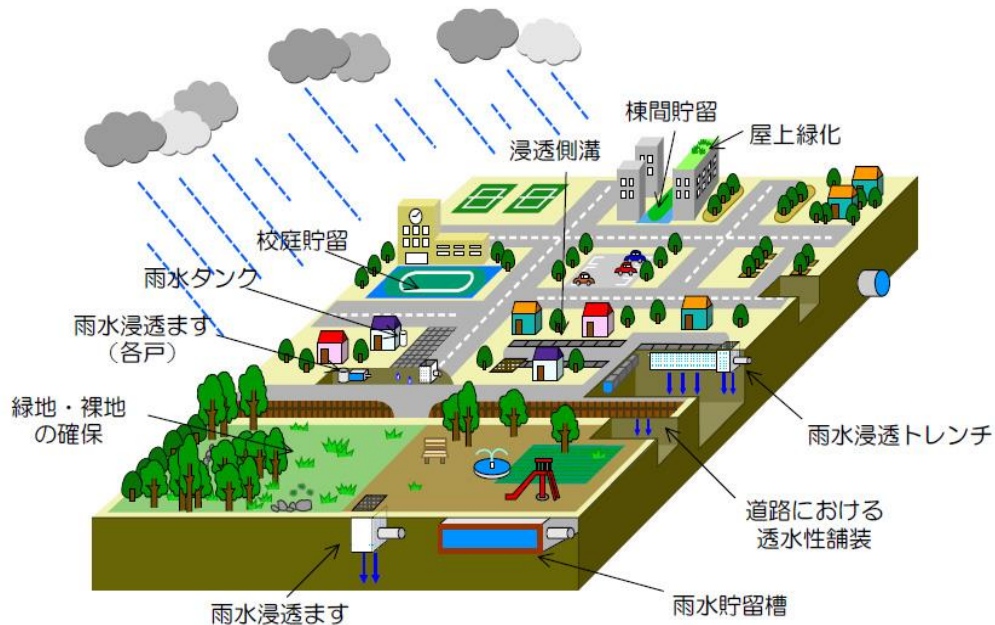 棟間貯留
屋上緑化
浸透側溝
校庭貯留
雨水タンク
雨水浸透ます
（各戸）
緑地・裸地
の確保
雨水浸透トレンチ
道路における
透水性舗装
雨水浸透ます
雨水貯留槽